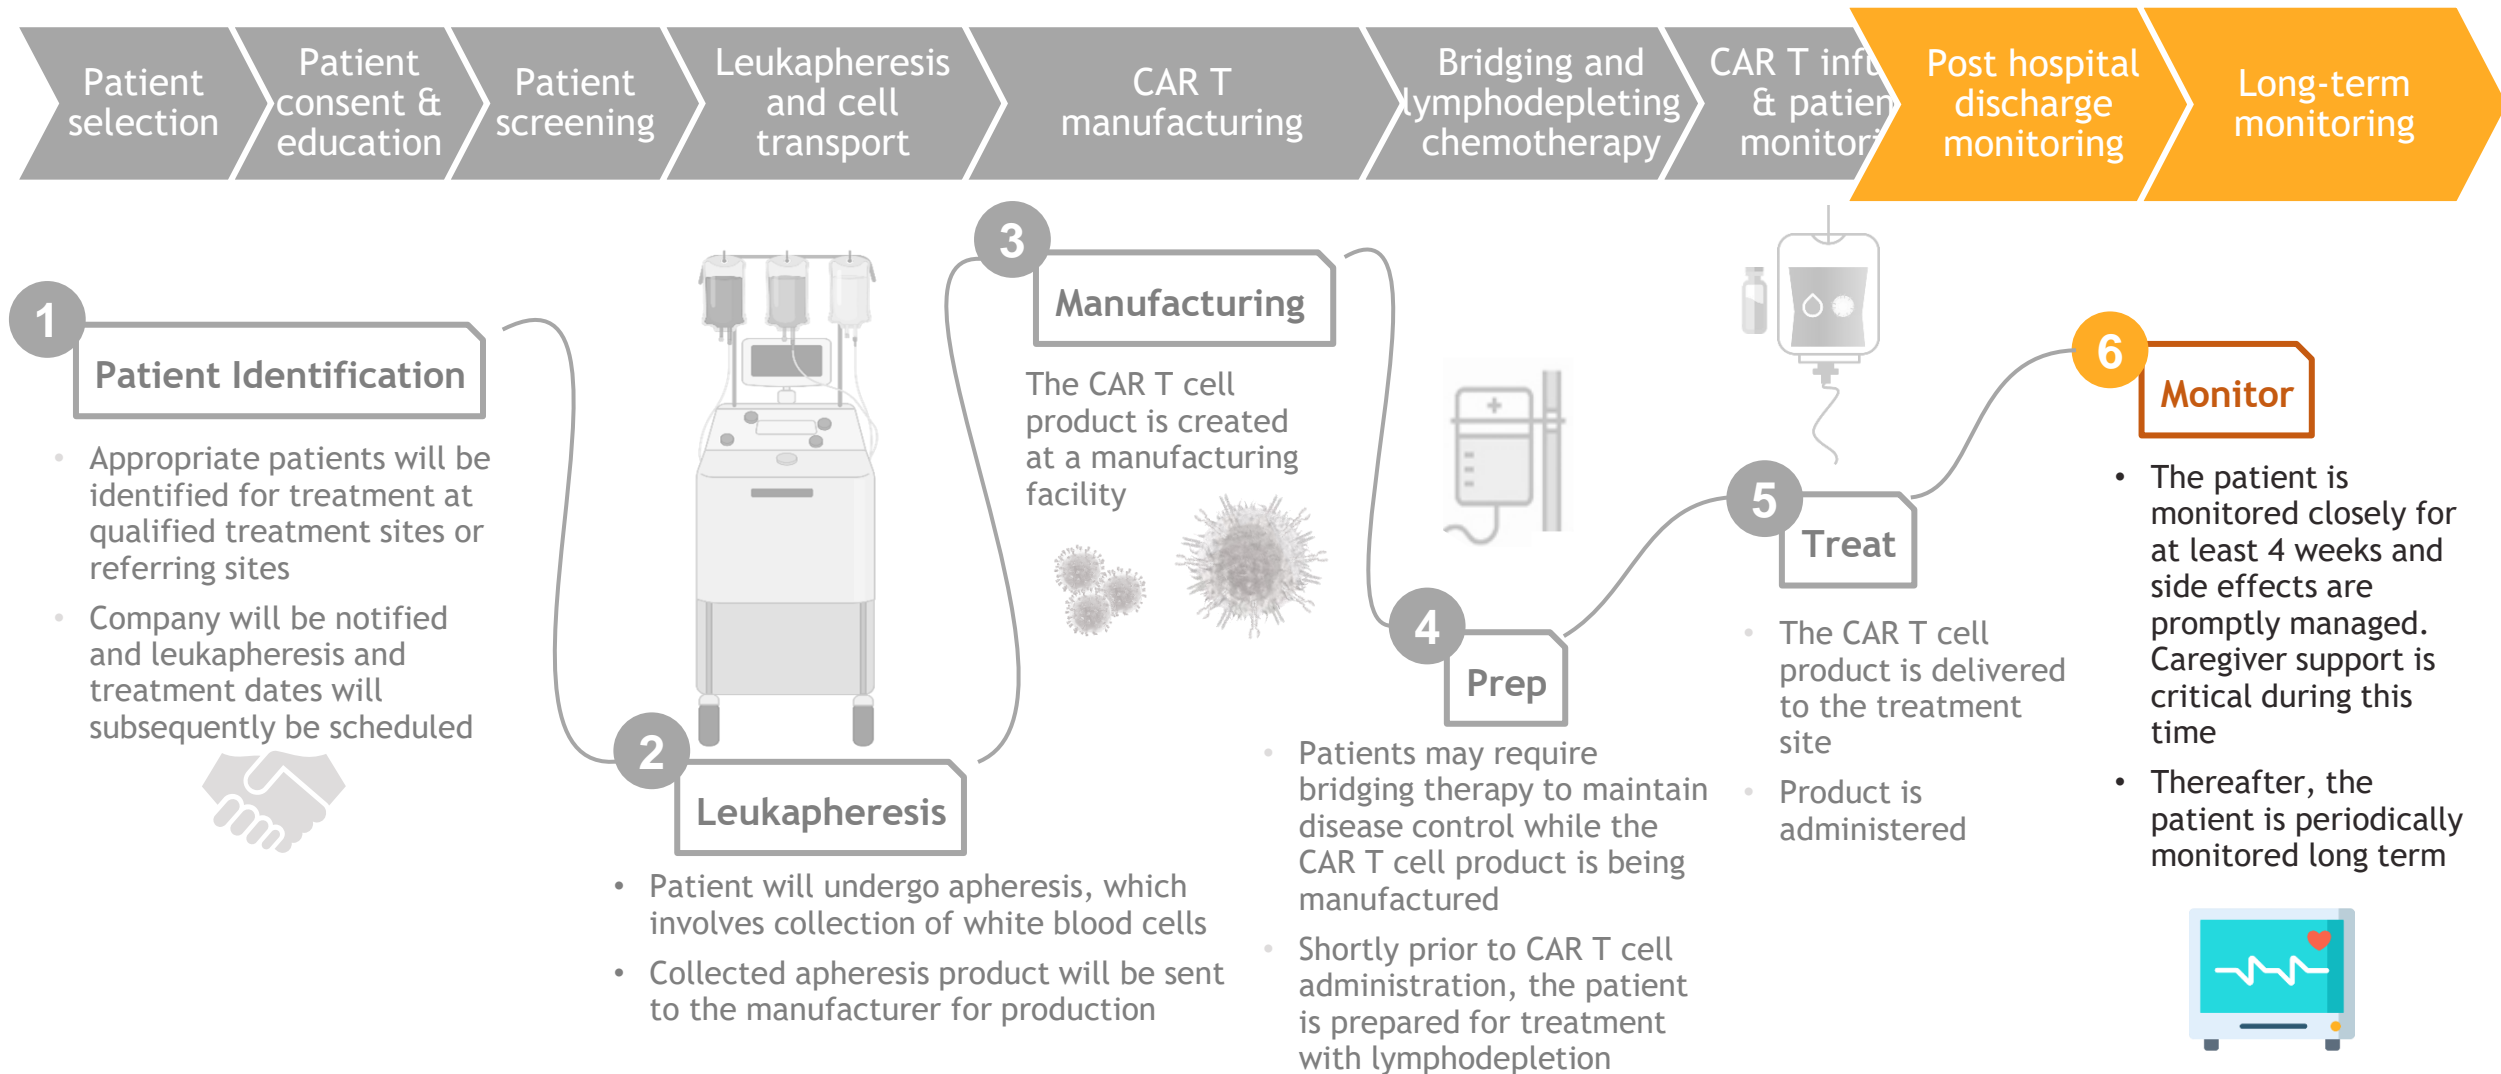 Patient
selection
Patient
consent &
education
Patient
screening
Leukapheresis
and cell
transport
CAR T
manufacturing
Bridging and
lymphodepleting
chemotherapy
CAR T
& patien
monitor
Post hospital
discharge
monitoring
Long-term
monitoring
1
Patient Identification
• Appropriate patients will be
identified for treatment at
qualified treatment sites or
referring sites
• Company will be notified
and leukapheresis and
treatment dates will
subsequently be scheduled
2
Leukapheresis
• Patient will undergo apheresis, which
involves collection of white blood cells
• Collected apheresis product will be sent
to the manufacturer for production
3
Manufacturing
The CAR T cell
product is created
at a manufacturing
facility
4
Prep
• Patients may require
bridging therapy to maintain
disease control while the
CAR T cell product is being
manufactured
• Shortly prior to CAR T cell
administration, the patient
is prepared for treatment
with lymphodepletion
5
Treat
• The CAR T cell
product is delivered
to the treatment
site
• Product is
administered
6
Monitor
• The patient is
monitored closely for
at least 4 weeks and
side effects are
promptly managed.
Caregiver support is
critical during this
time
• Thereafter, the
patient is periodically
monitored long term